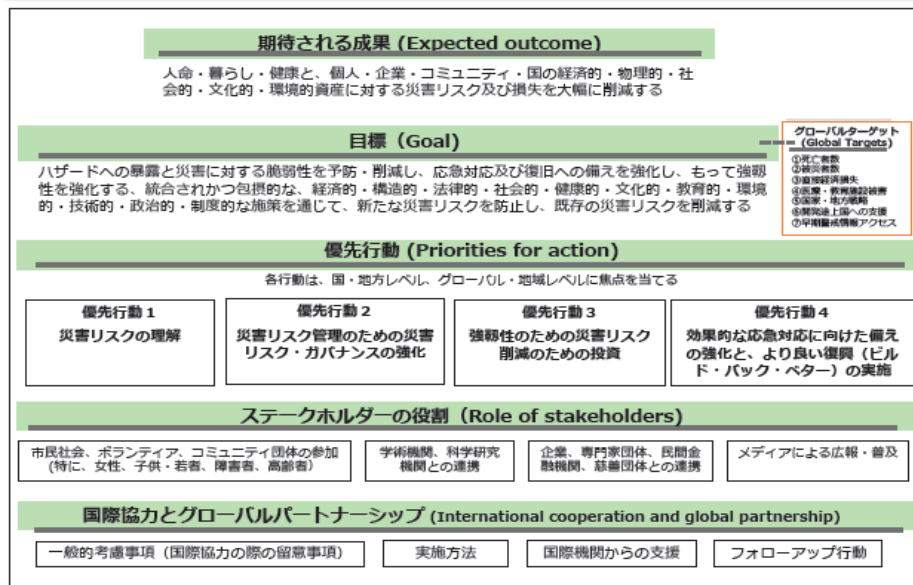 期待される成果 (Expected outcome)
人命・暮らし・健康と、個人・企業・コミュニティ・国の経済的・物理的・社
会的・文化的・環境的資産に対する災害リスク及び損失を大幅に削減する
目標（Goal）
ハザードへの暴露と災害に対する脆弱性を予防・削減し、応急対応及び復旧への備えを強化し、もって強靱
性を強化する、統合されかつ包摂的な、経済的・構造的・法律的・社会的・健康的・文化的・教育的・環境
的・技術的・政治的・制度的な施策を通じて、新たな災害リスクを防止し、既存の災害リスクを削減する
グローバルターゲット
(Global Targets)
①死亡者数
②被災者数
③直接経済損失
④医療・教育施設被害
⑤国家・地方戦略
⑥開発途上国への支援
⑦早期警戒情報アクセス
優先行動 (Priorities for action)
各行動は、国・地方レベル、グローバル・地域レベルに焦点を当てる
優先行動１
災害リスクの理解
優先行動２
災害リスク管理のための災害
リスク・ガバナンスの強化
優先行動３
強靱性のための災害リスク
削減のための投資
優先行動４
効果的な応急対応に向けた備え
の強化と、より良い復興（ビル
ド・バック・ベター）の実施
ステークホルダーの役割（Role of stakeholders）
市民社会、ボランティア、コミュニティ団体の参加
(特に、女性、子供・若者、障害者、高齢者）
学術機関、科学研究
機関との連携
企業、専門家団体、民間金
融機関、慈善団体との連携
メディアによる広報・普及
国際協力とグローバルパートナーシップ (International cooperation and global partnership)
一般的考慮事項（国際協力の際の留意事項）
実施方法
国際機関からの支援
フォローアップ行動